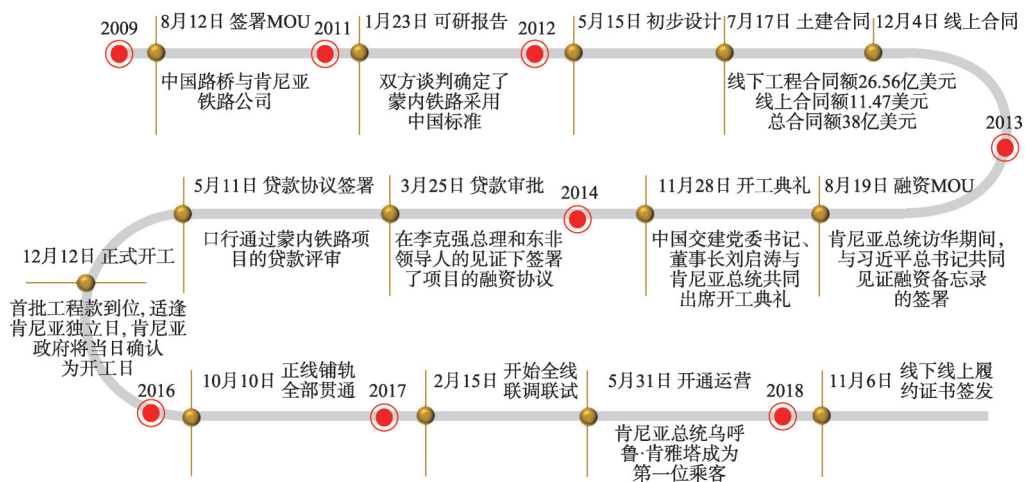 8月12日 签署MOU
1月23日 可研报告
5月15日 初步设计
7月17日 土建合同
12月4日 线上合同
2009
2011
2012
中国路桥与肯尼亚
铁路公司
双方谈判确定了
蒙内铁路采用
中国标准
线下工程合同额26.56亿美元
线上合同额11.47美元
总合同额38亿美元
2013
8月19日 融资MOU
肯尼亚总统访华期间,
与习近平总书记共同
见证融资备忘录
的签署
11月28日 开工典礼
中国交建党委书记、
董事长刘启涛与
肯尼亚总统共同
出席开工典礼
2014
3月25日 贷款审批
在李克强总理和东非
领导人的见证下签署
了项目的融资协议
5月11日 贷款协议签署
口行通过蒙内铁路项
目的贷款评审
12月12日 正式开工
首批工程款到位, 适逢
肯尼亚独立日, 肯尼亚
政府将当日确认
为开工日
2016
10月10日 正线铺轨
全部贯通
2017
2月15日 开始全线
联调联试
5月31日 开通运营
肯尼亚总统乌呼
鲁·肯雅塔成为
第一位乘客
2018
11月6日 线下线上履
约证书签发